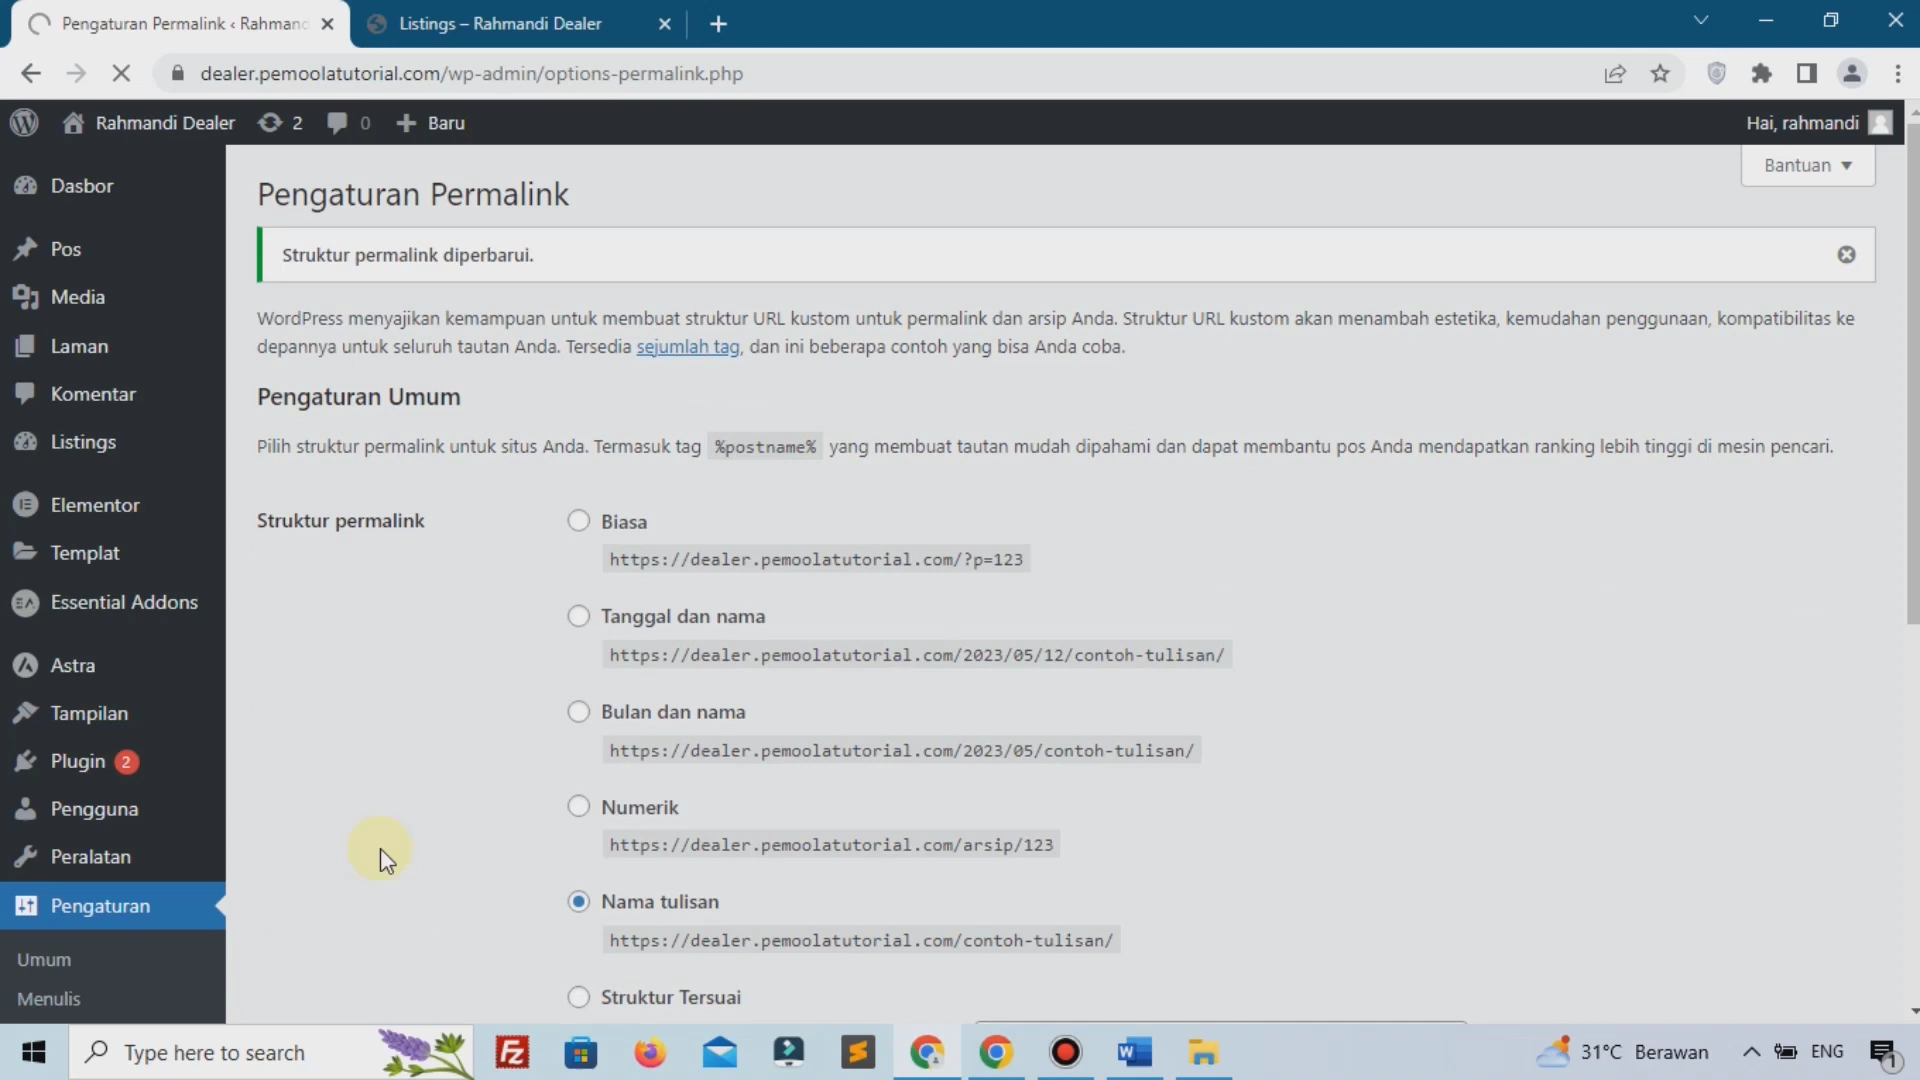 Pengaturan Permalink ‹ Rahmand
Listings – Rahmandi Dealer
dealer.pemoolatutorial.com/wp-admin/options-permalink.php
Rahmandi Dealer
2
0
Baru
Hai, rahmandi
Bantuan
Dasbor
Pos
Media
Laman
Komentar
Listings
Elementor
Templat
Essential Addons
Astra
Tampilan
Plugin 2
Pengguna
Peralatan
Pengaturan
Umum
Menulis
Pengaturan Permalink
Struktur permalink diperbarui.
WordPress menyajikan kemampuan untuk membuat struktur URL kustom untuk permalink dan arsip Anda. Struktur URL kustom akan menambah estetika, kemudahan penggunaan, kompatibilitas ke
depannya untuk seluruh tautan Anda. Tersedia sejumlah tag, dan ini beberapa contoh yang bisa Anda coba.
Pengaturan Umum
Pilih struktur permalink untuk situs Anda. Termasuk tag %postname% yang membuat tautan mudah dipahami dan dapat membantu pos Anda mendapatkan ranking lebih tinggi di mesin pencari.
Struktur permalink
Biasa
https://dealer.pemoolatutorial.com/?p=123
Tanggal dan nama
https://dealer.pemoolatutorial.com/2023/05/12/contoh-tulisan/
Bulan dan nama
https://dealer.pemoolatutorial.com/2023/05/contoh-tulisan/
Numerik
https://dealer.pemoolatutorial.com/arsip/123
Nama tulisan
https://dealer.pemoolatutorial.com/contoh-tulisan/
Struktur Tersuai
Type here to search
31°C Berawan
ENG
1